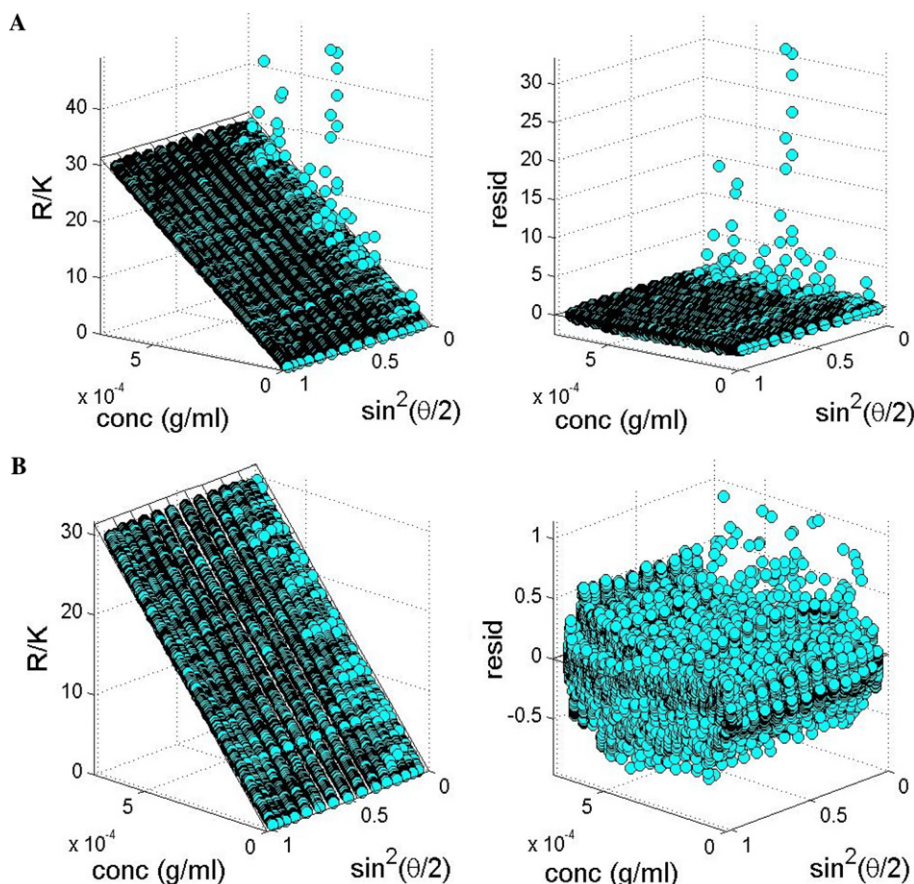 A
R/K
40
30
20
10
0
5
0
x 10^-4
conc (g/ml)
1
0.5
0
sin²(θ/2)
resid
30
25
20
15
10
5
0
5
0
x 10^-4
conc (g/ml)
1
0.5
0
sin²(θ/2)
B
R/K
30
20
10
0
5
0
x 10^-4
conc (g/ml)
1
0.5
0
sin²(θ/2)
resid
1
0.5
0
-0.5
5
0
x 10^-4
conc (g/ml)
1
0.5
0
sin²(θ/2)